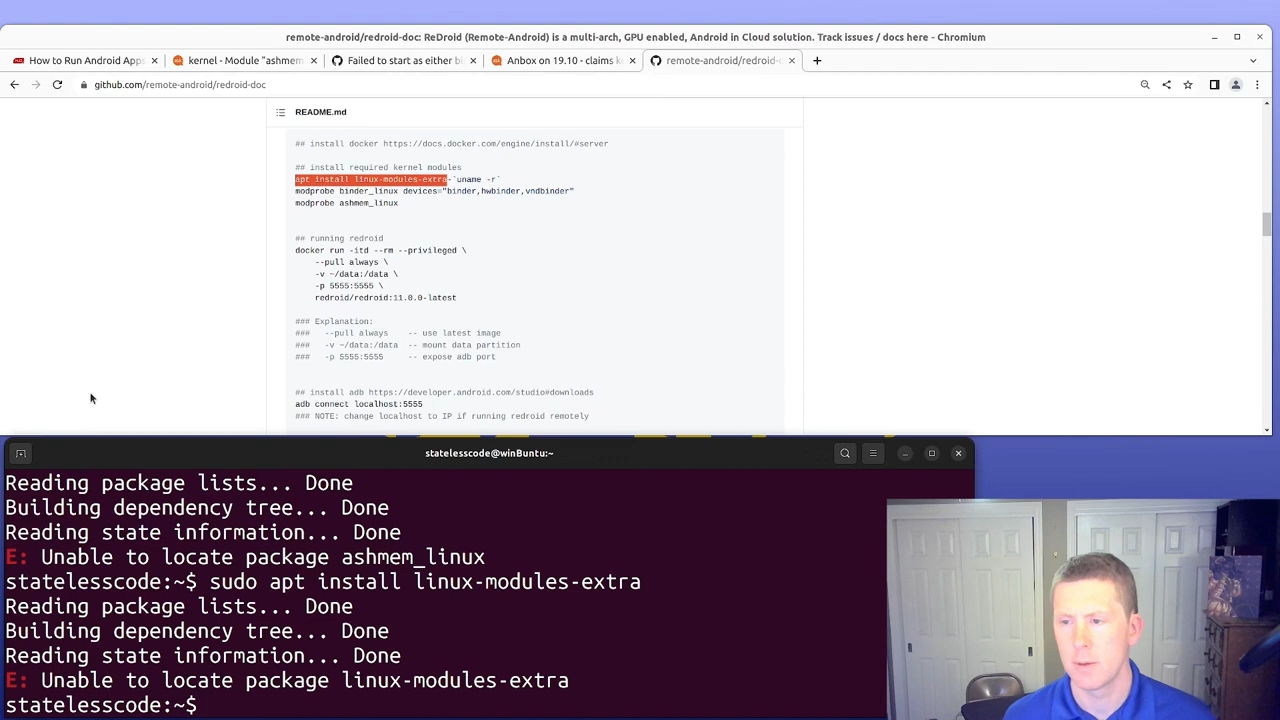 remote-android/redroid-doc: ReDroid (Remote-Android) is a multi-arch, GPU enabled, Android in Cloud solution. Track issues / docs here - Chromium
How to Run Android Apps
kernel - Module "ashmem
Failed to start as either bi
Anbox on 19.10 - claims ke
remote-android/redroid-d
github.com/remote-android/redroid-doc
README.md
## install docker https://docs.docker.com/engine/install/#server
## install required kernel modules
apt install linux-modules-extra-`uname -r`
modprobe binder_linux devices="binder,hwbinder,vndbinder"
modprobe ashmem_linux
## running redroid
docker run -itd --rm --privileged \
--pull always \
-v ~/data:/data \
-p 5555:5555 \
redroid/redroid:11.0.0-latest
### Explanation:
### --pull always -- use latest image
### -v ~/data:/data -- mount data partition
### -p 5555:5555 -- expose adb port
## install adb https://developer.android.com/studio#downloads
adb connect localhost:5555
### NOTE: change localhost to IP if running redroid remotely
statelesscode@winBuntu:~
Reading package lists... Done
Building dependency tree... Done
Reading state information... Done
E: Unable to locate package ashmem_linux
statelesscode:~$ sudo apt install linux-modules-extra
Reading package lists... Done
Building dependency tree... Done
Reading state information... Done
E: Unable to locate package linux-modules-extra
statelesscode:~$